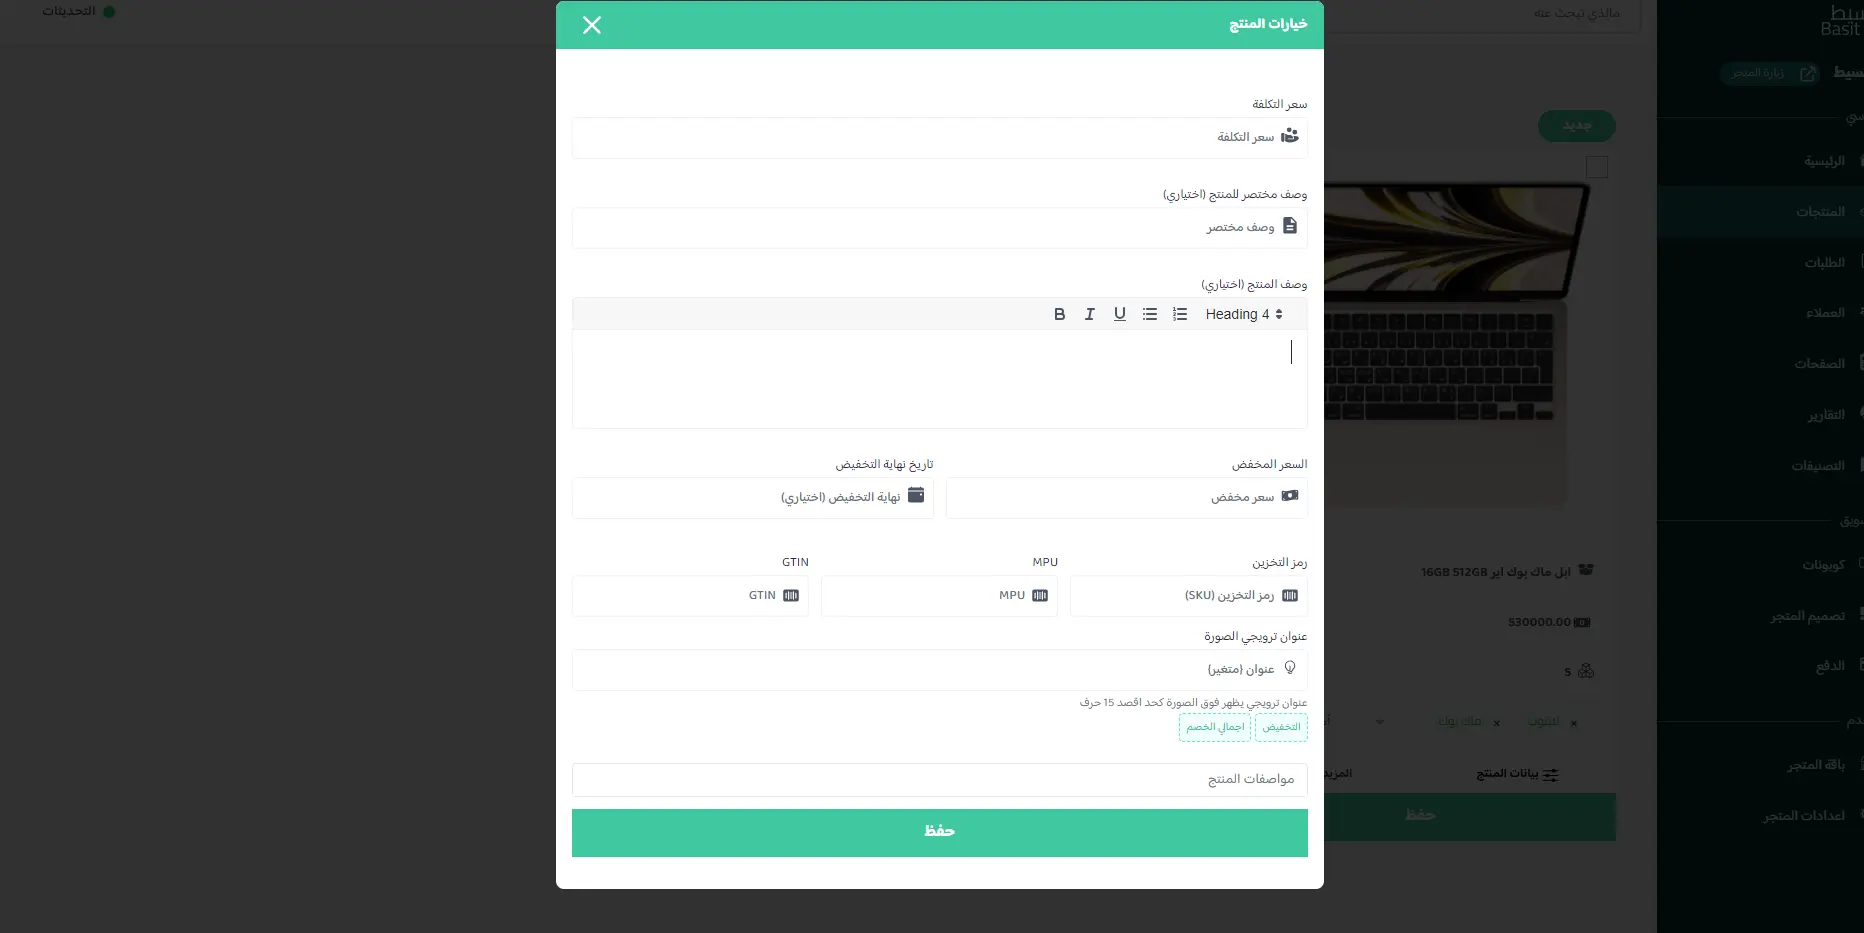 التحديثات
خيارات المنتج
مالذي تبحث عنه
Basit
زيارة المتجر
سعر التكلفة
سعر التكلفة
وصف مختصر للمنتج (اختياري)
وصف مختصر
وصف المنتج (اختياري)
Heading 4
السعر المخفض
تاريخ نهاية التخفيض
سعر مخفض
نهاية التخفيض (اختياري)
رمز التخزين
MPU
GTIN
رمز التخزين (SKU)
MPU
GTIN
عنوان ترويجي الصورة
عنوان {متغير}
عنوان ترويجي يظهر فوق الصورة كحد اقصد 15 حرف
التخفيض
اجمالي الخصم
مواصفات المنتج
حفظ
جديد
ابل ماك بوك اير 16GB 512GB
530000.00
5
لابتوب
ماك بوك
بيانات المنتج
المزيد
حفظ
الرئيسية
المنتجات
الطلبات
العملاء
الصفحات
التقارير
التصنيفات
كوبونات
تصميم المتجر
الدفع
باقة المتجر
اعدادات المتجر